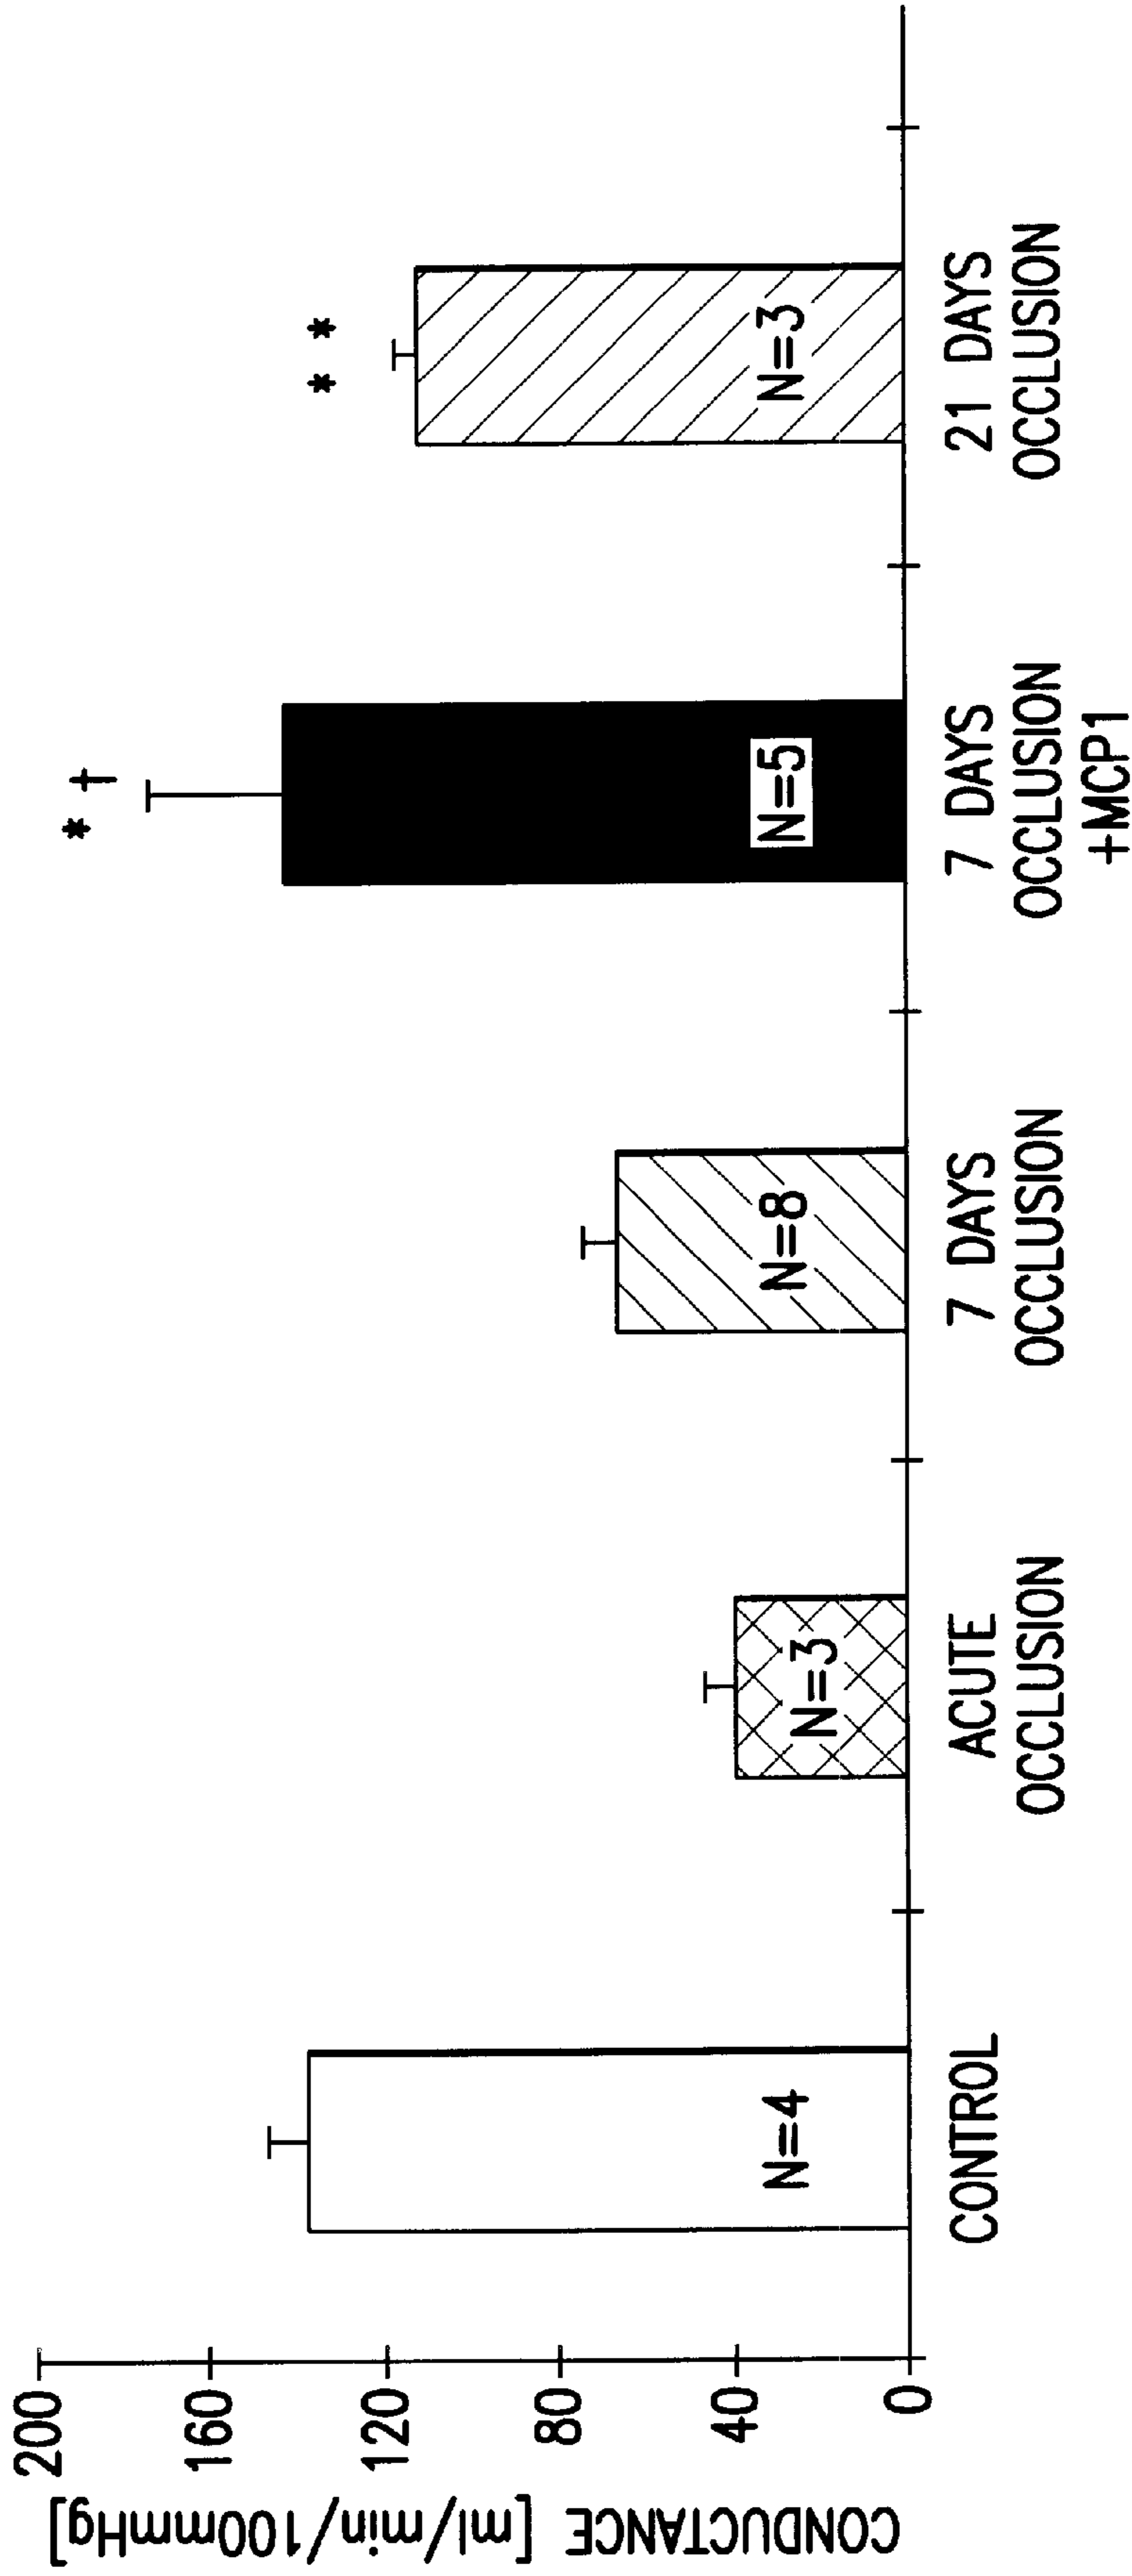 CONDUCTANCE [ml/min/100mmHg]
200
160
120
80
40
0
* †
* *
N=4
N=3
N=8
N=5
N=3
CONTROL
ACUTE
OCCLUSION
7 DAYS
OCCLUSION
7 DAYS
OCCLUSION
+MCP1
21 DAYS
OCCLUSION